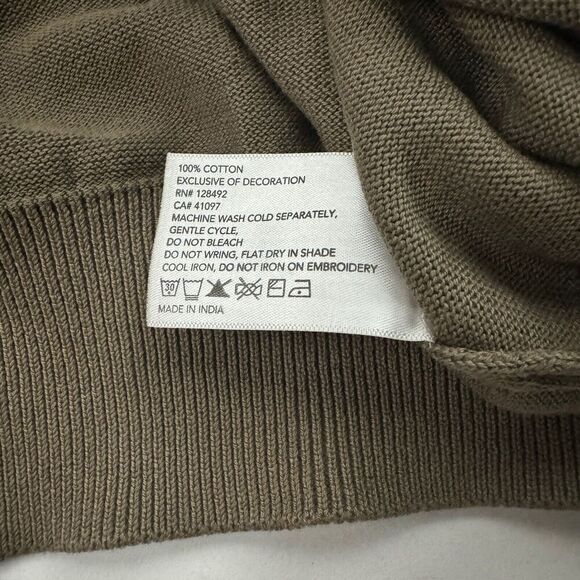 100% COTTON
EXCLUSIVE OF DECORATION
RN# 128492
CA# 41097
MACHINE WASH COLD SEPARATELY,
GENTLE CYCLE,
DO NOT BLEACH
DO NOT WRING, FLAT DRY IN SHADE
COOL IRON, DO NOT IRON ON EMBROIDERY
30
MADE IN INDIA